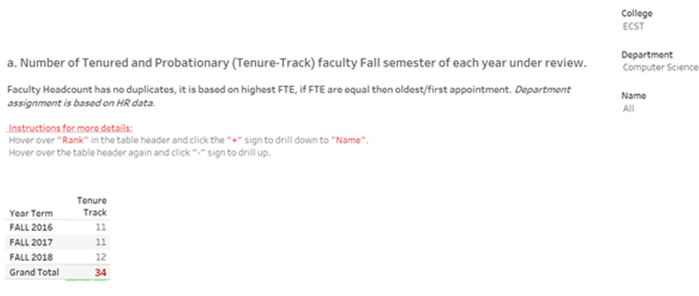 College
ECST
a. Number of Tenured and Probationary (Tenure-Track) faculty Fall semester of each year under review.
Department
Computer Science
Faculty Headcount has no duplicates, it is based on highest FTE, if FTE are equal then oldest/first appointment. Department
assignment is based on HR data.
Name
All
Instructions for more details:
Hover over "Rank" in the table header and click the "+" sign to drill down to "Name".
Hover over the table header again and click "-" sign to drill up.
Year Term Tenure Track
FALL 2016 11
FALL 2017 11
FALL 2018 12
Grand Total 34